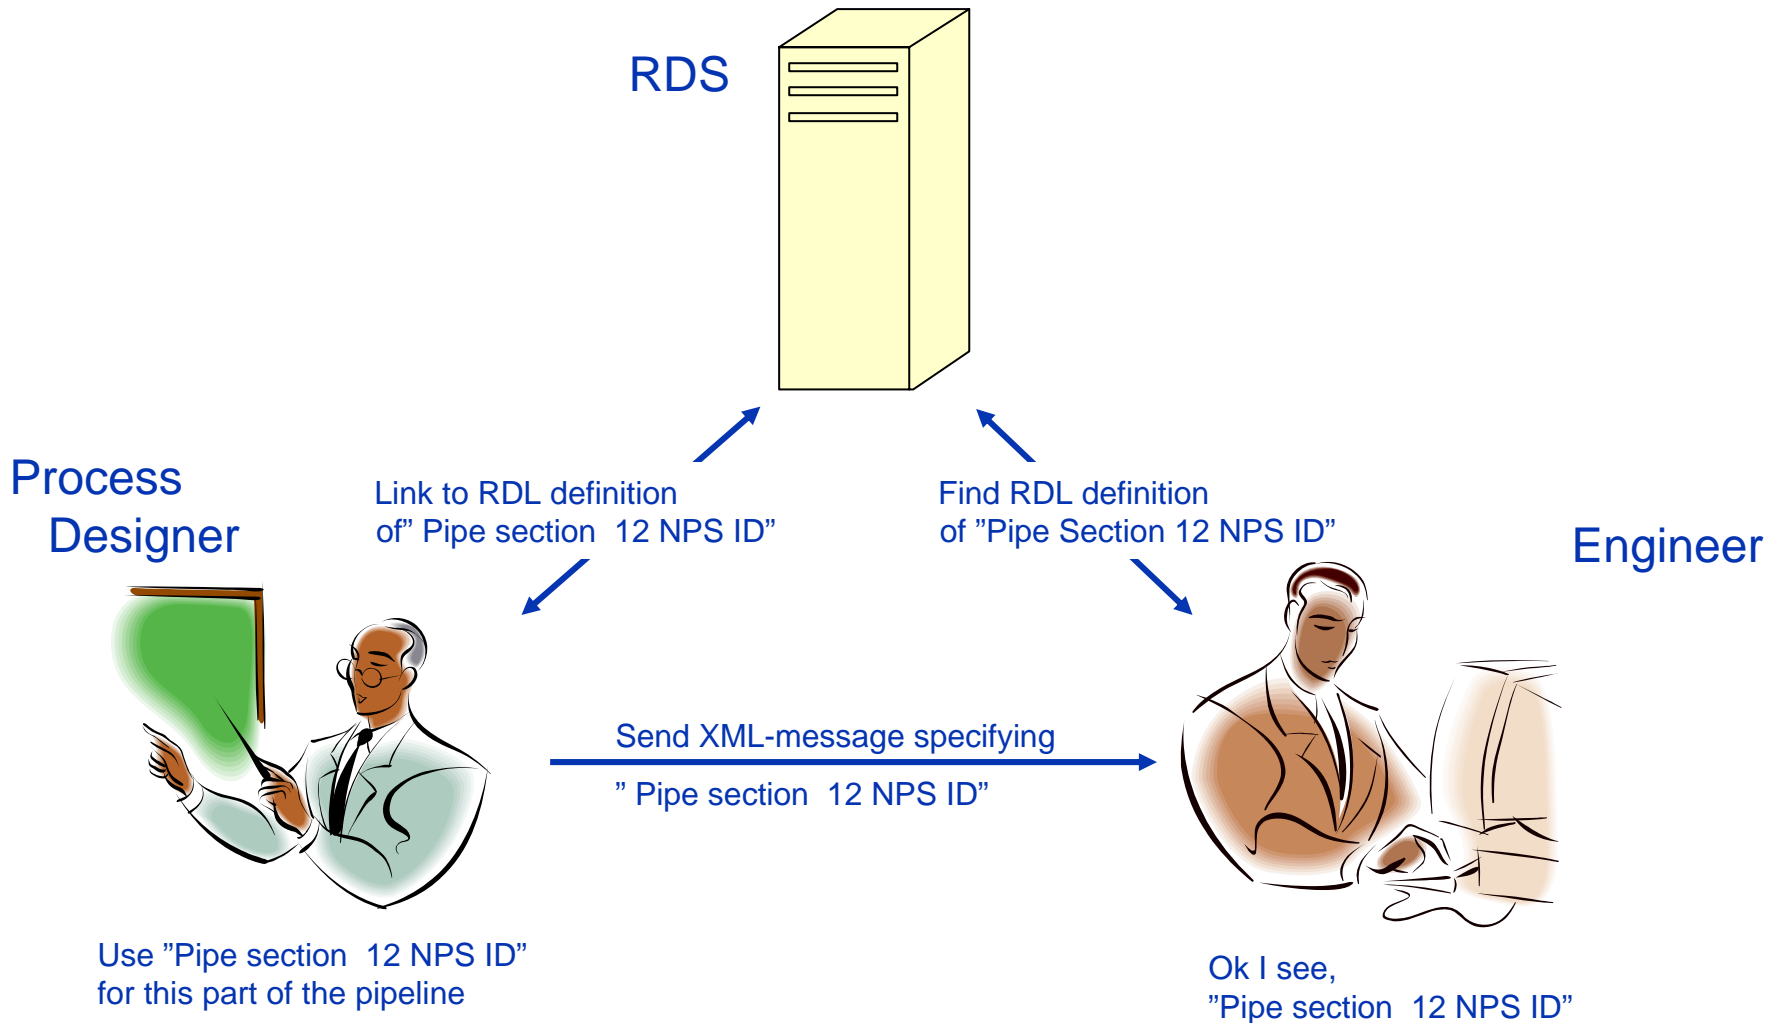 RDS
Process
Designer
Link to RDL definition
of” Pipe section  12 NPS ID”
Find RDL definition
of ”Pipe Section 12 NPS ID”
Engineer
Send XML-message specifying
” Pipe section  12 NPS ID”
Use ”Pipe section  12 NPS ID”
for this part of the pipeline
Ok I see,
”Pipe section  12 NPS ID”